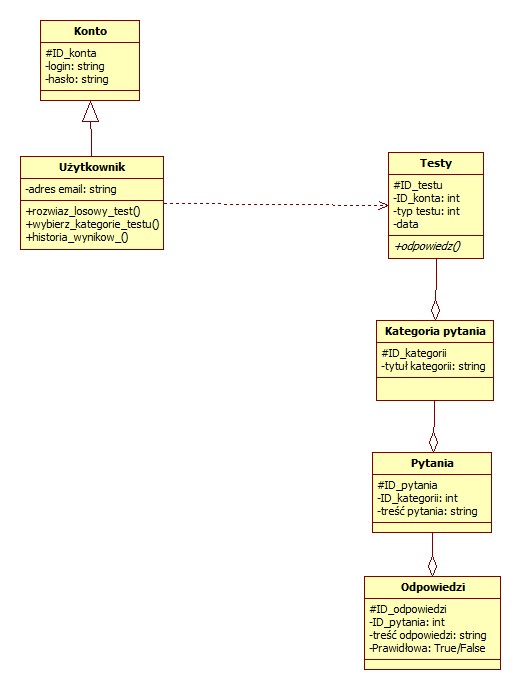 Konto
#ID_konta
-login: string
-hasło: string
Użytkownik
-adres email: string
+rozwiaz_losowy_test()
+wybierz_kategorie_testu()
+historia_wynikow_()
Testy
#ID_testu
-ID_konta: int
-typ testu: int
-data
+odpowiedz()
Kategoria pytania
#ID_kategorii
-tytuł kategorii: string
Pytania
#ID_pytania
-ID_kategorii: int
-treść pytania: string
Odpowiedzi
#ID_odpowiedzi
-ID_pytania: int
-treść odpowiedzi: string
-Prawidłowa: True/False